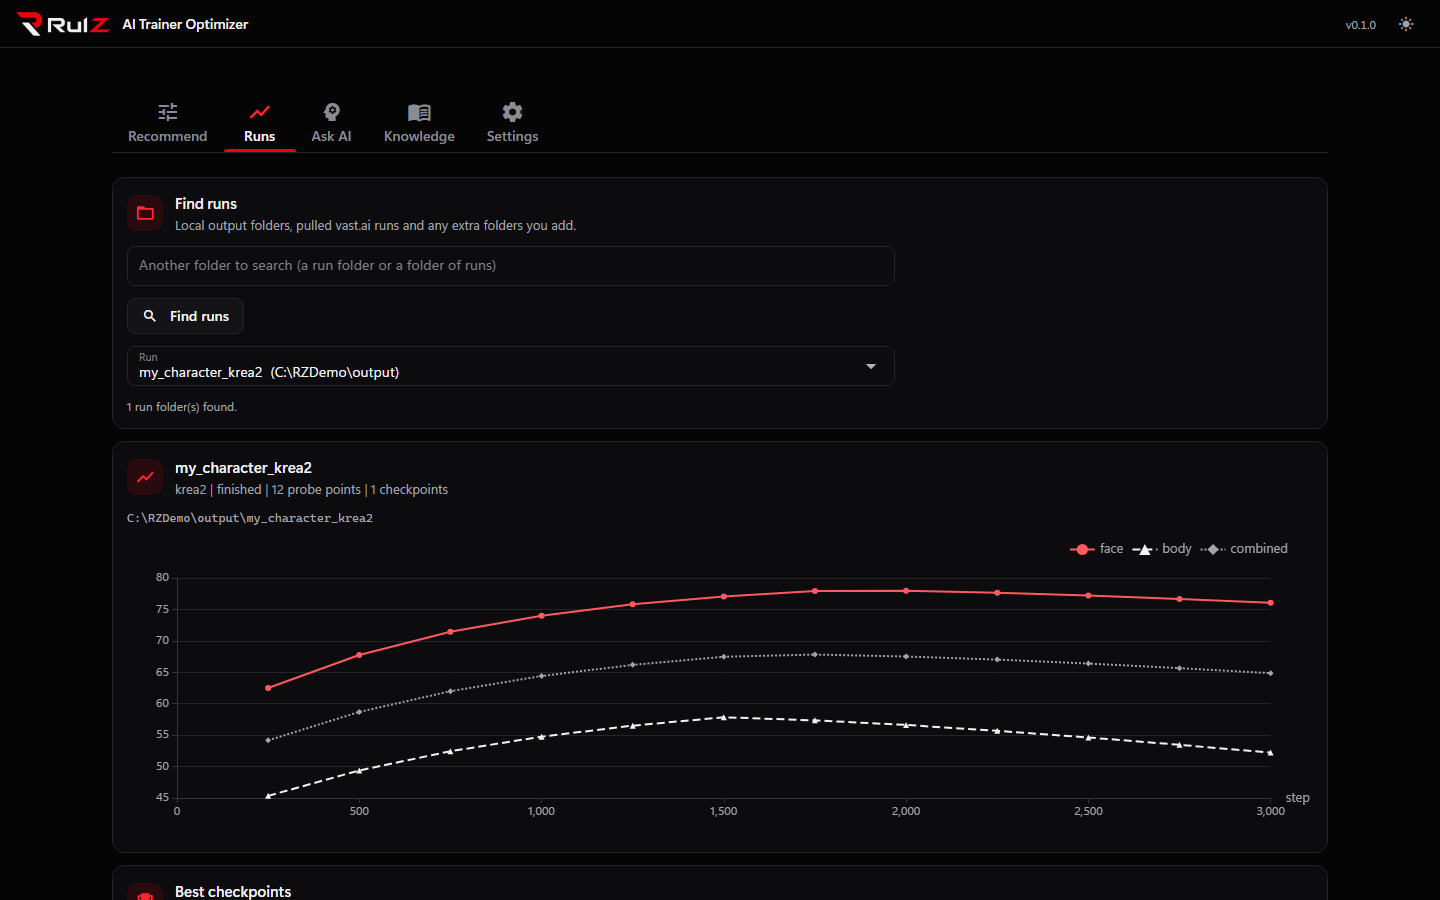 RulZ AI Trainer Optimizer v0.1.0
Recommend Runs Ask AI Knowledge Settings
Find runs
Local output folders, pulled vast.ai runs and any extra folders you add.
Another folder to search (a run folder or a folder of runs)
Find runs
Run
my_character_krea2 (C:\RZDemo\output)
1 run folder(s) found.
my_character_krea2
krea2 | finished | 12 probe points | 1 checkpoints
C:\RZDemo\output\my_character_krea2
face body combined
80
75
70
65
60
55
50
45
0 500 1,000 1,500 2,000 2,500 3,000 step
Best checkpoints